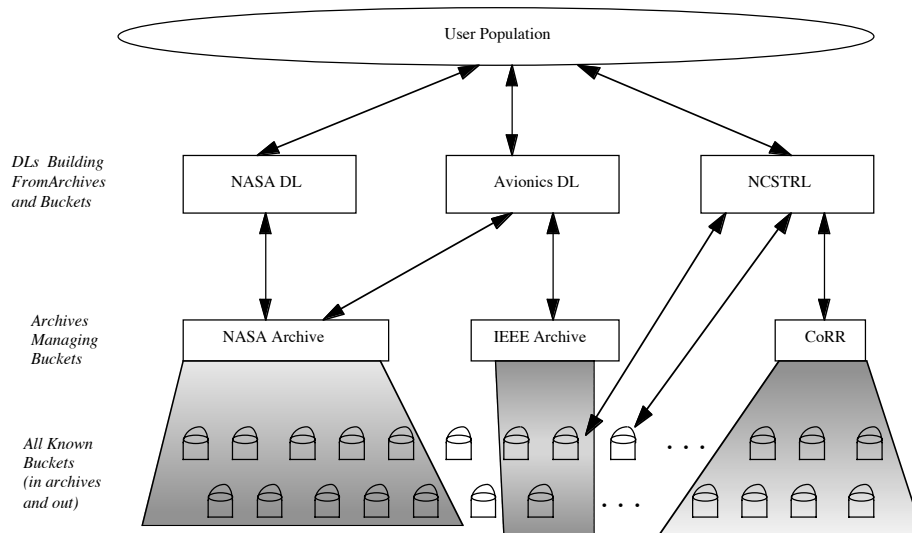 User Population
DLs Building
FromArchives
and Buckets
NASA DL
Avionics DL
NCSTRL
Archives
Managing
Buckets
NASA Archive
IEEE Archive
CoRR
All Known
Buckets
(in archives
and out)
. . .
. . .